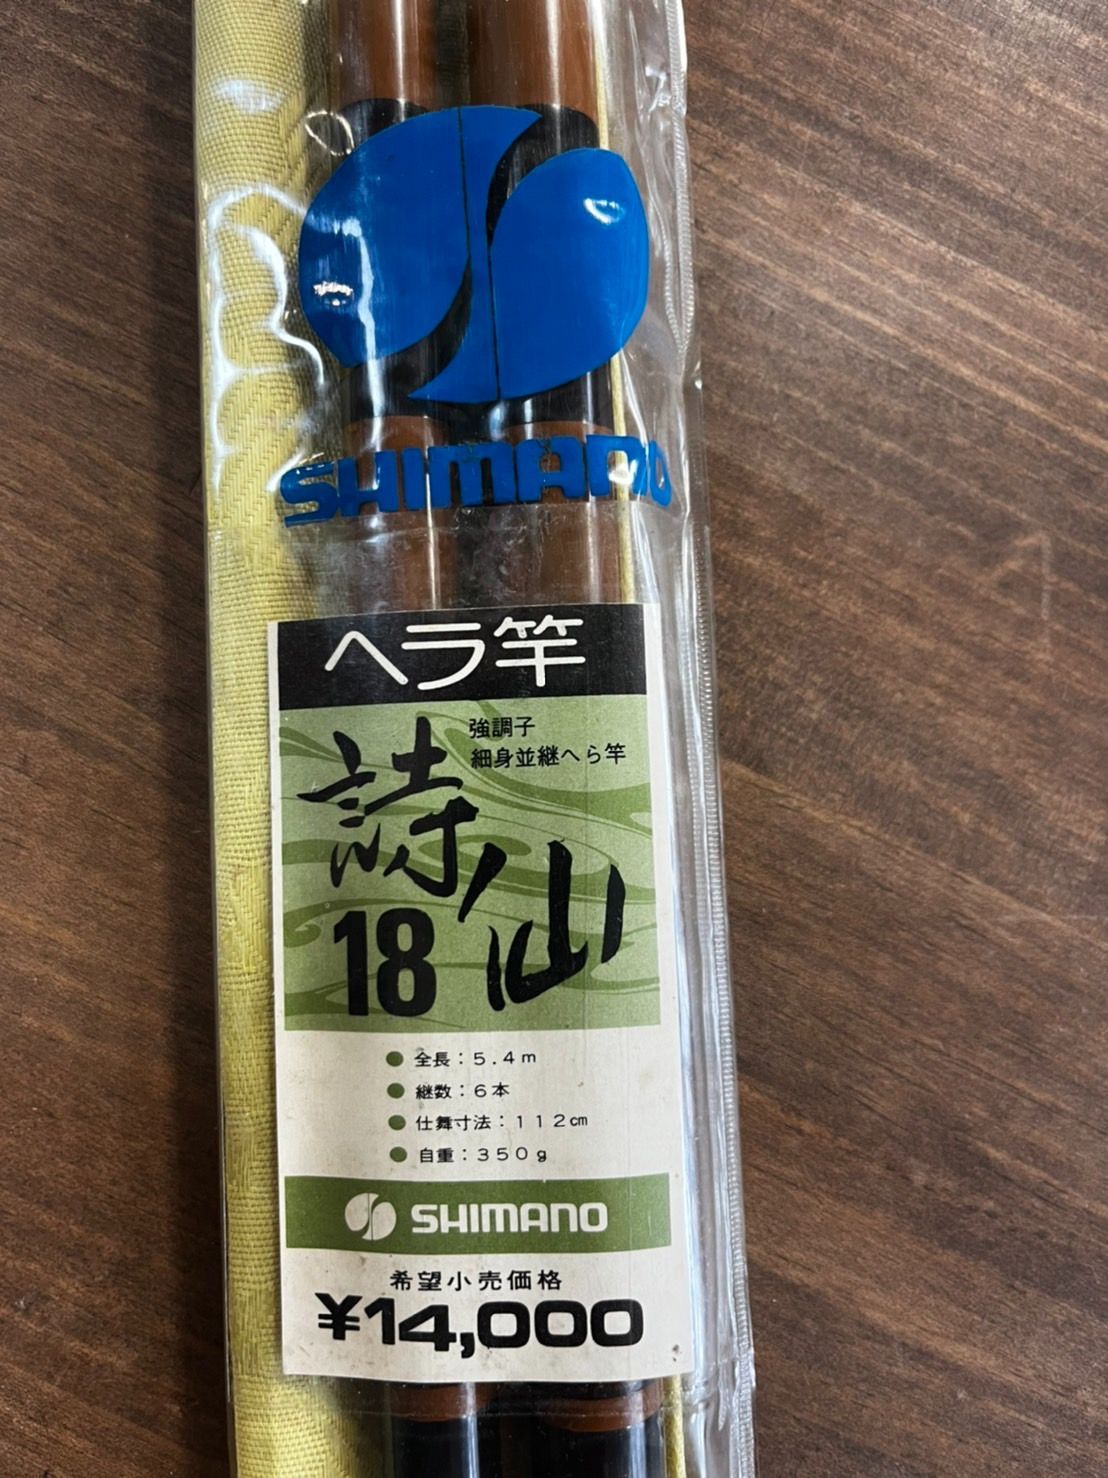 SHIMANO
ヘラ竿
強調子
細身並継へら竿
詩仙
18
全長：5.4m
継数：6本
仕舞寸法：112cm
自重：350g
SHIMANO
希望小売価格
¥14,000